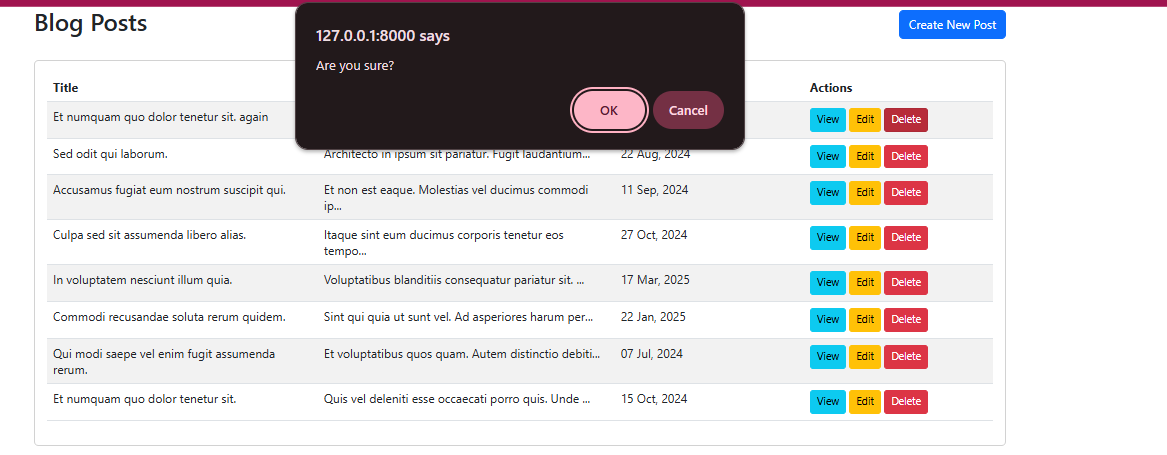 Blog Posts
Create New Post
127.0.0.1:8000 says
Are you sure?
OK Cancel
Title Actions
Et numquam quo dolor tenetur sit. again View Edit Delete
Sed odit qui laborum. Architecto in ipsum sit pariatur. Fugit laudantium... 22 Aug, 2024 View Edit Delete
Accusamus fugiat eum nostrum suscipit qui. Et non est eaque. Molestias vel ducimus commodi 11 Sep, 2024 View Edit Delete
ip...
Culpa sed sit assumenda libero alias. Itaque sint eum ducimus corporis tenetur eos 27 Oct, 2024 View Edit Delete
tempo...
In voluptatem nesciunt illum quia. Voluptatibus blanditiis consequatur pariatur sit. ... 17 Mar, 2025 View Edit Delete
Commodi recusandae soluta rerum quidem. Sint qui quia ut sunt vel. Ad asperiores harum per... 22 Jan, 2025 View Edit Delete
Qui modi saepe vel enim fugit assumenda Et voluptatibus quos quam. Autem distinctio debiti... 07 Jul, 2024 View Edit Delete
rerum.
Et numquam quo dolor tenetur sit. Quis vel deleniti esse occaecati porro quis. Unde ... 15 Oct, 2024 View Edit Delete